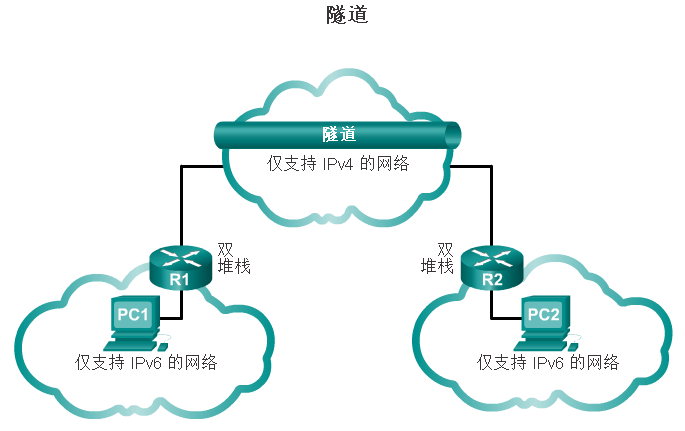 隧道
隧道
仅支持 IPv4 的网络
双
堆栈
R1
双
堆栈
R2
PC1
仅支持 IPv6 的网络
PC2
仅支持 IPv6 的网络